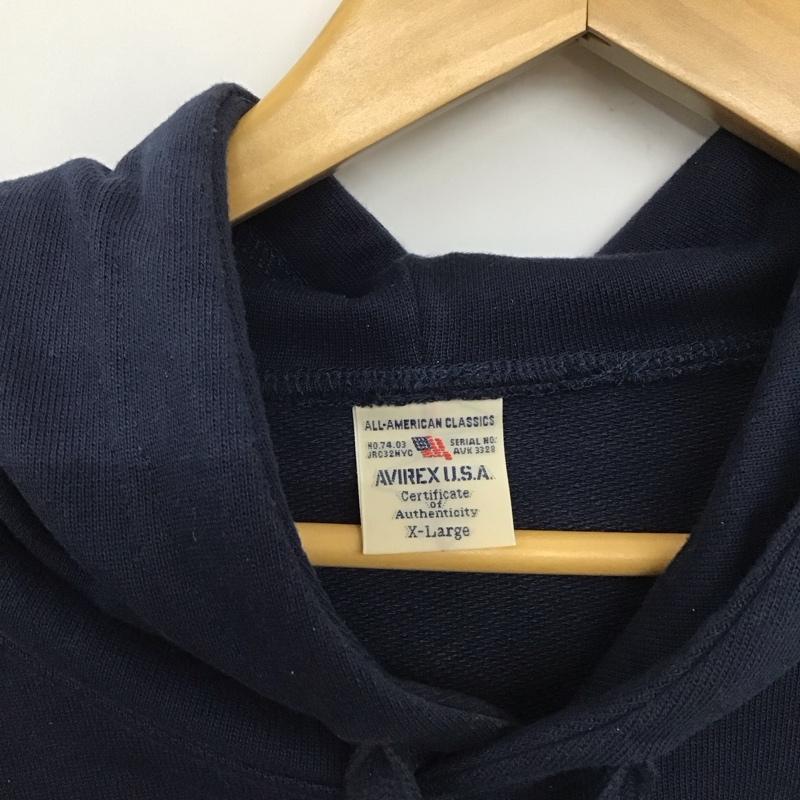 ALL-AMERICAN CLASSICS
NO.74.03 SERIAL NO:
JRC32NYC AVK 3328
AVIREX U.S.A.
Certificate
of
Authenticity
X-Large